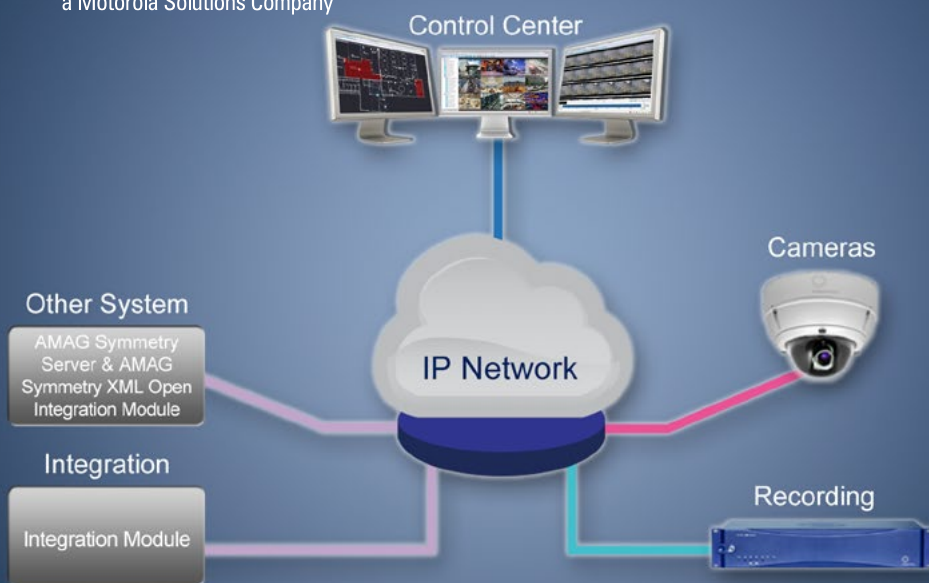 a Motorola Solutions Company
Control Center
Cameras
Other System
AMAG Symmetry
Server & AMAG
Symmetry XML Open
Integration Module
IP Network
Integration
Integration Module
Recording